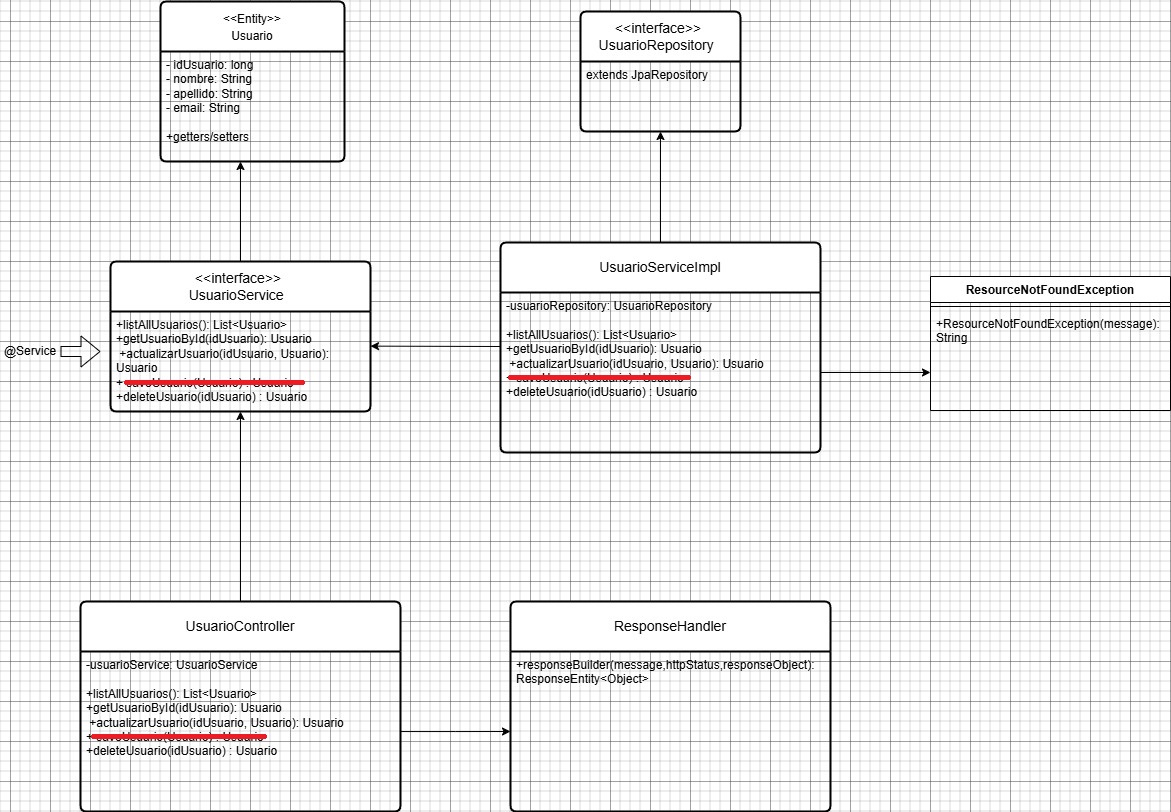 <<Entity>>
Usuario
- idUsuario: long
- nombre: String
- apellido: String
- email: String
+getters/setters
<<interface>>
UsuarioRepository
extends JpaRepository
<<interface>>
UsuarioService
+listAllUsuarios(): List<Usuario>
+getUsuarioById(idUsuario): Usuario
+actualizarUsuario(idUsuario, Usuario):
Usuario
+saveUsuario(Usuario) : Usuario
+deleteUsuario(idUsuario) : Usuario
@Service
UsuarioServiceImpl
-usuarioRepository: UsuarioRepository
+listAllUsuarios(): List<Usuario>
+getUsuarioById(idUsuario): Usuario
+actualizarUsuario(idUsuario, Usuario): Usuario
+saveUsuario(Usuario) : Usuario
+deleteUsuario(idUsuario) : Usuario
ResourceNotFoundException
+ResourceNotFoundException(message):
String
UsuarioController
-usuarioService: UsuarioService
+listAllUsuarios(): List<Usuario>
+getUsuarioById(idUsuario): Usuario
+actualizarUsuario(idUsuario, Usuario): Usuario
+saveUsuario(Usuario) : Usuario
+deleteUsuario(idUsuario) : Usuario
ResponseHandler
+responseBuilder(message,httpStatus,responseObject):
ResponseEntity<Object>